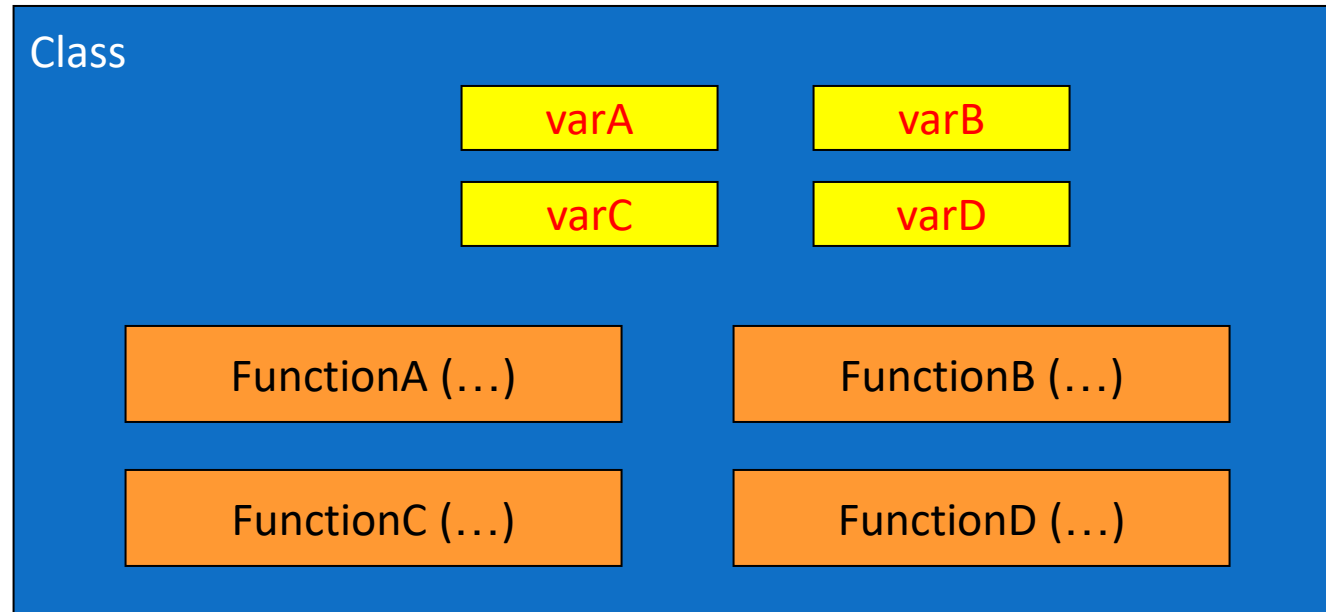 Class
varA varB
varC varD
FunctionA (…) FunctionB (…)
FunctionC (…) FunctionD (…)